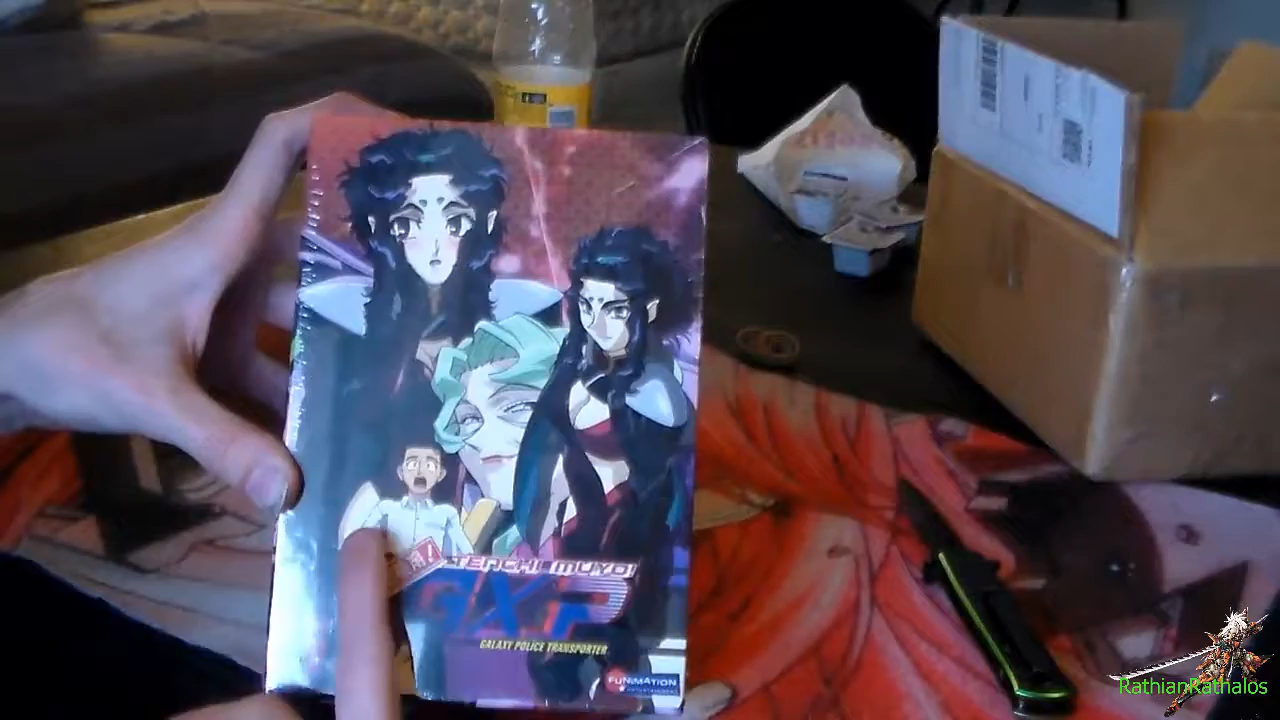 TENCHI MUYO!
GXP
GALAXY POLICE TRANSPORTER
FUNIMATION
ENTERTAINMENT
RathianRathalos